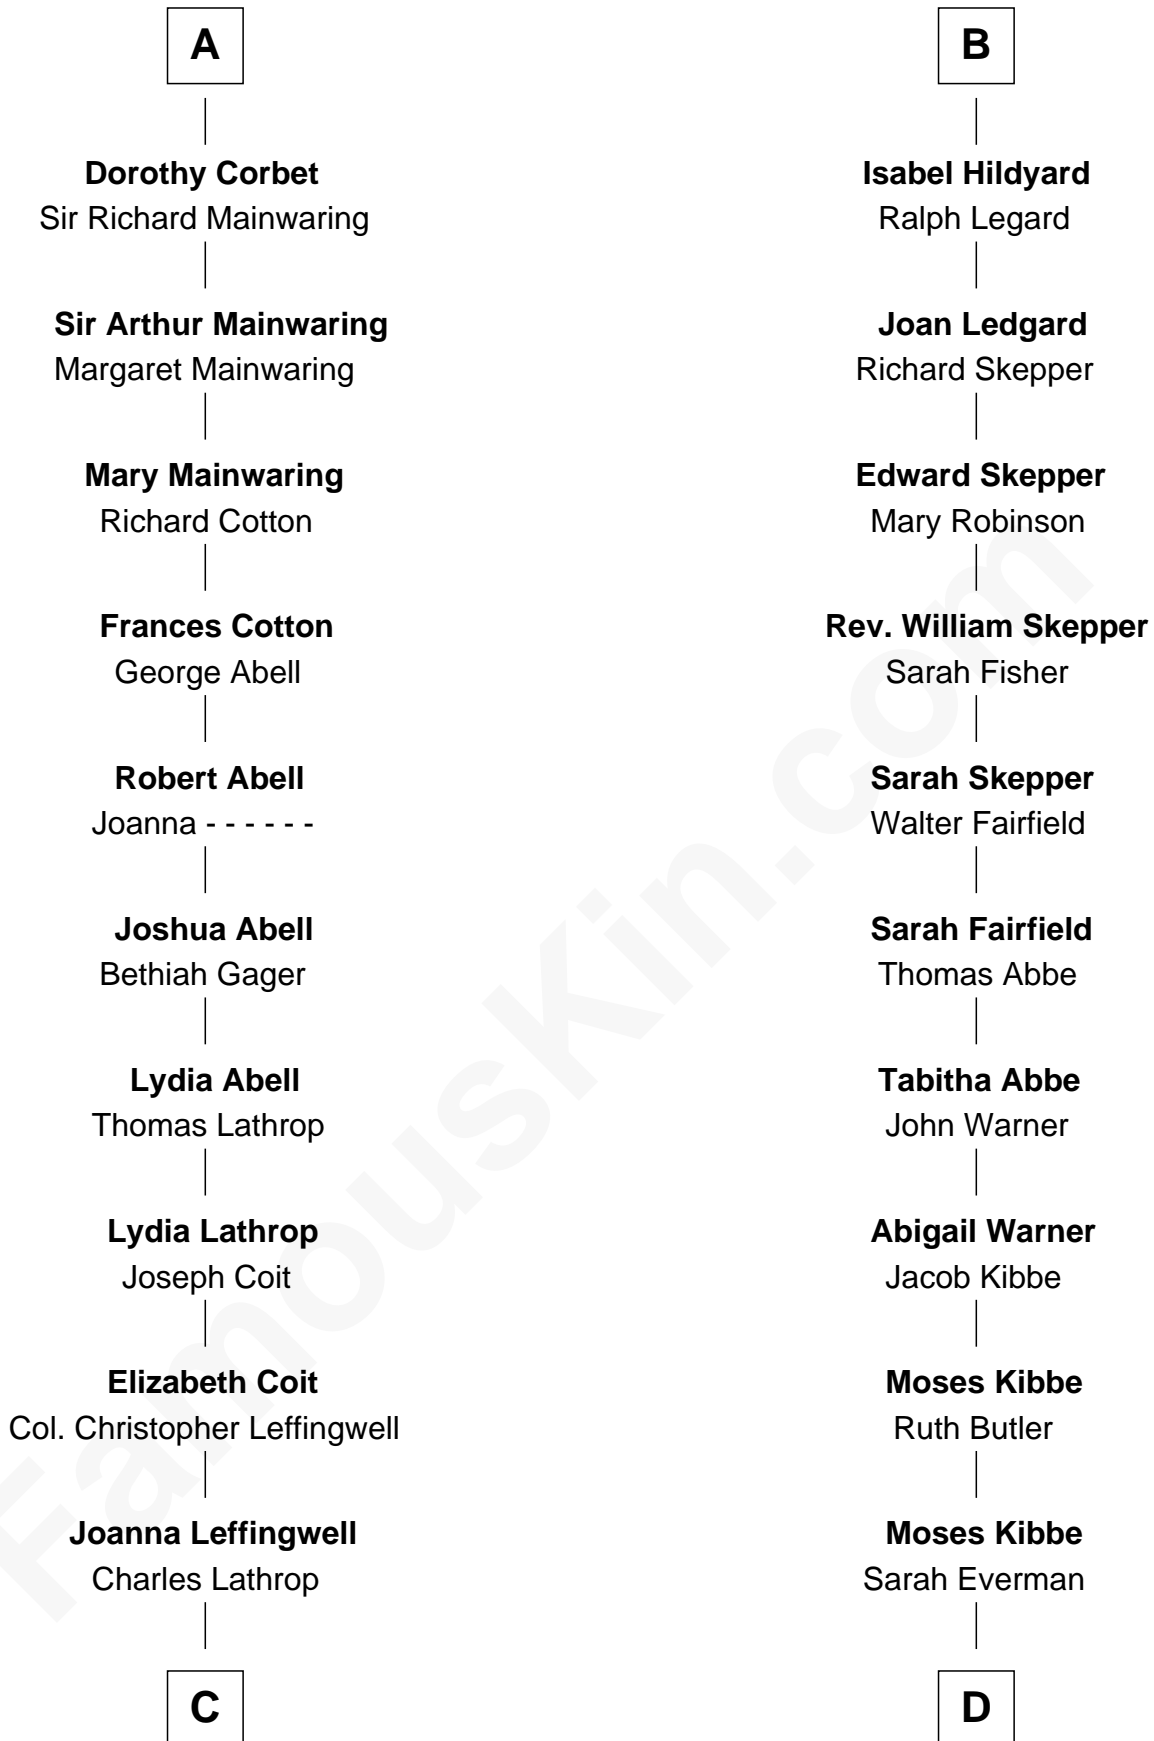 A
Dorothy Corbet
Sir Richard Mainwaring
Sir Arthur Mainwaring
Margaret Mainwaring
Mary Mainwaring
Richard Cotton
Frances Cotton
George Abell
Robert Abell
Joanna - - - - - -
Joshua Abell
Bethiah Gager
Lydia Abell
Thomas Lathrop
Lydia Lathrop
Joseph Coit
Elizabeth Coit
Col. Christopher Leffingwell
Joanna Leffingwell
Charles Lathrop
C
B
Isabel Hildyard
Ralph Legard
Joan Ledgard
Richard Skepper
Edward Skepper
Mary Robinson
Rev. William Skepper
Sarah Fisher
Sarah Skepper
Walter Fairfield
Sarah Fairfield
Thomas Abbe
Tabitha Abbe
John Warner
Abigail Warner
Jacob Kibbe
Moses Kibbe
Ruth Butler
Moses Kibbe
Sarah Everman
D
FamousKin.com